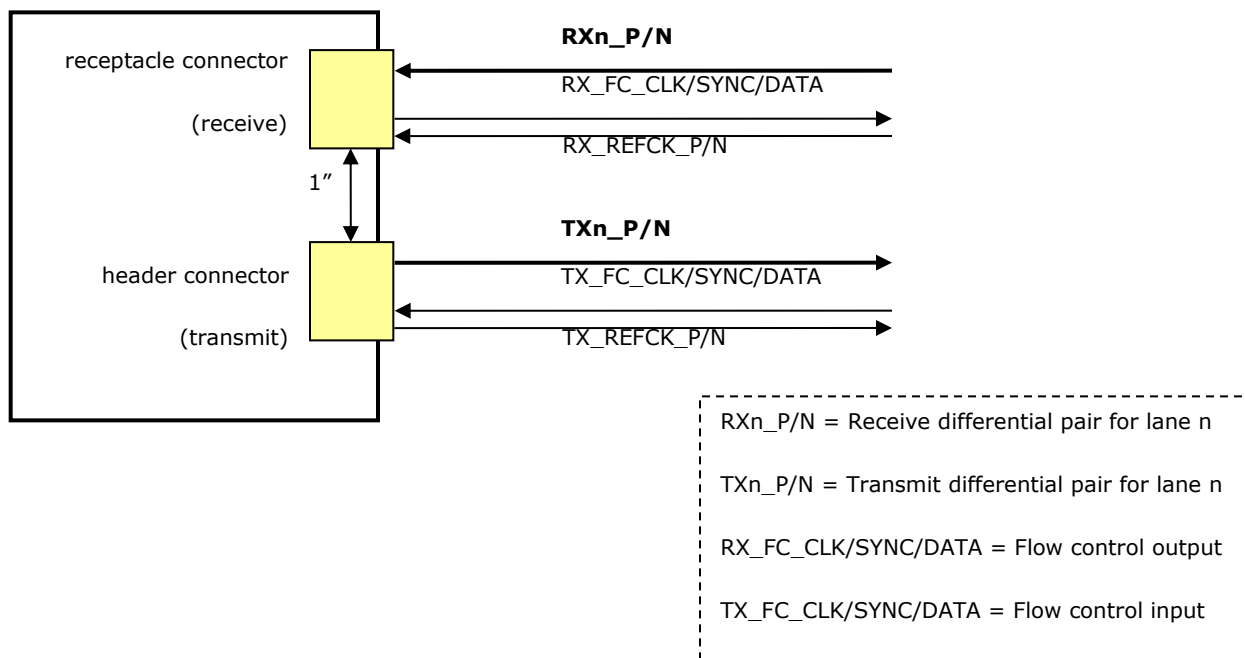 RXn_P/N
receptacle connector
RX_FC_CLK/SYNC/DATA
(receive)
RX_REFCK_P/N
1″
TXn_P/N
header connector
TX_FC_CLK/SYNC/DATA
(transmit)
TX_REFCK_P/N
RXn_P/N = Receive differential pair for lane n
TXn_P/N = Transmit differential pair for lane n
RX_FC_CLK/SYNC/DATA = Flow control output
TX_FC_CLK/SYNC/DATA = Flow control input